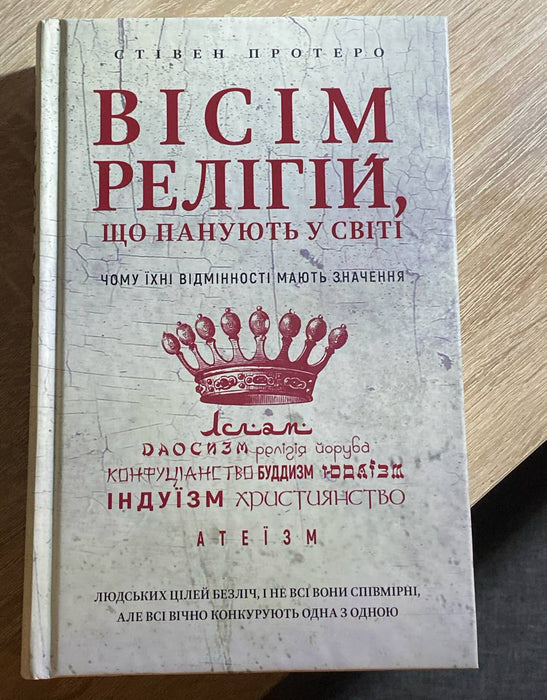 СТІВЕН ПРОТЕРО
ВІСІМ
РЕЛІГІЙ,
ЩО ПАНУЮТЬ У СВІТІ
ЧОМУ ЇХНІ ВІДМІННОСТІ МАЮТЬ ЗНАЧЕННЯ
Іслам
ДАОСИЗМ релігія йоруба
КОНФУЦІАНСТВО БУДДИЗМ ЮДАЇЗМ
ІНДУЇЗМ ХРИСТИЯНСТВО
АТЕЇЗМ
ЛЮДСЬКИХ ЦІЛЕЙ БЕЗЛІЧ, І НЕ ВСІ ВОНИ СПІВМІРНІ,
АЛЕ ВСІ ВІЧНО КОНКУРУЮТЬ ОДНА З ОДНОЮ